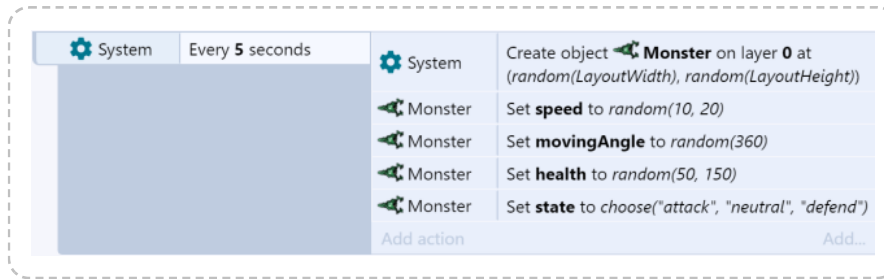 System Every 5 seconds
System Create object Monster on layer 0 at
(random(LayoutWidth), random(LayoutHeight))
Monster Set speed to random(10, 20)
Monster Set movingAngle to random(360)
Monster Set health to random(50, 150)
Monster Set state to choose("attack", "neutral", "defend")
Add action Add...